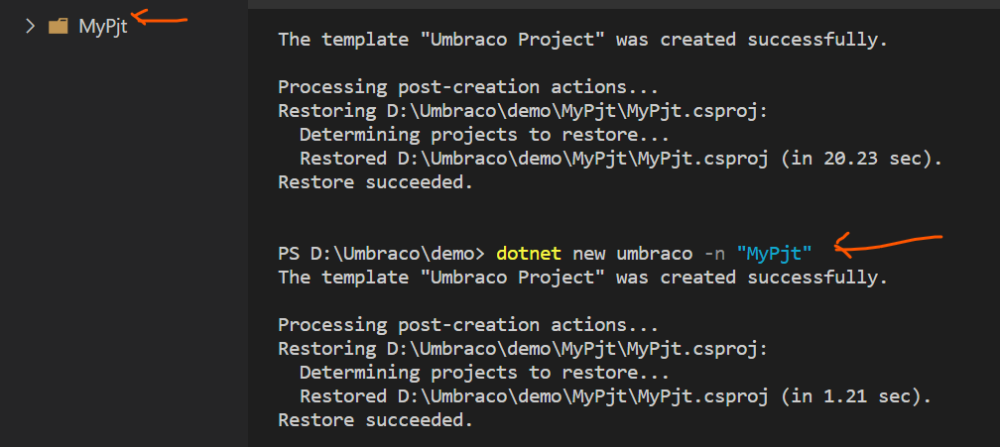 MyPjt
The template "Umbraco Project" was created successfully.
Processing post-creation actions...
Restoring D:\Umbraco\demo\MyPjt\MyPjt.csproj:
Determining projects to restore...
Restored D:\Umbraco\demo\MyPjt\MyPjt.csproj (in 20.23 sec).
Restore succeeded.
PS D:\Umbraco\demo> dotnet new umbraco -n "MyPjt"
The template "Umbraco Project" was created successfully.
Processing post-creation actions...
Restoring D:\Umbraco\demo\MyPjt\MyPjt.csproj:
Determining projects to restore...
Restored D:\Umbraco\demo\MyPjt\MyPjt.csproj (in 1.21 sec).
Restore succeeded.